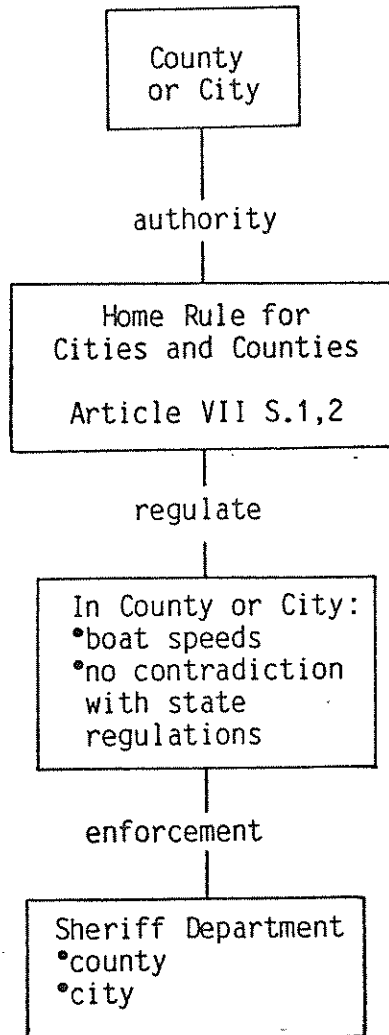 County
or City
authority
Home Rule for
Cities and Counties
Article VII S.1,2
regulate
In County or City:
•boat speeds
•no contradiction
with state
regulations
enforcement
Sheriff Department
•county
•city